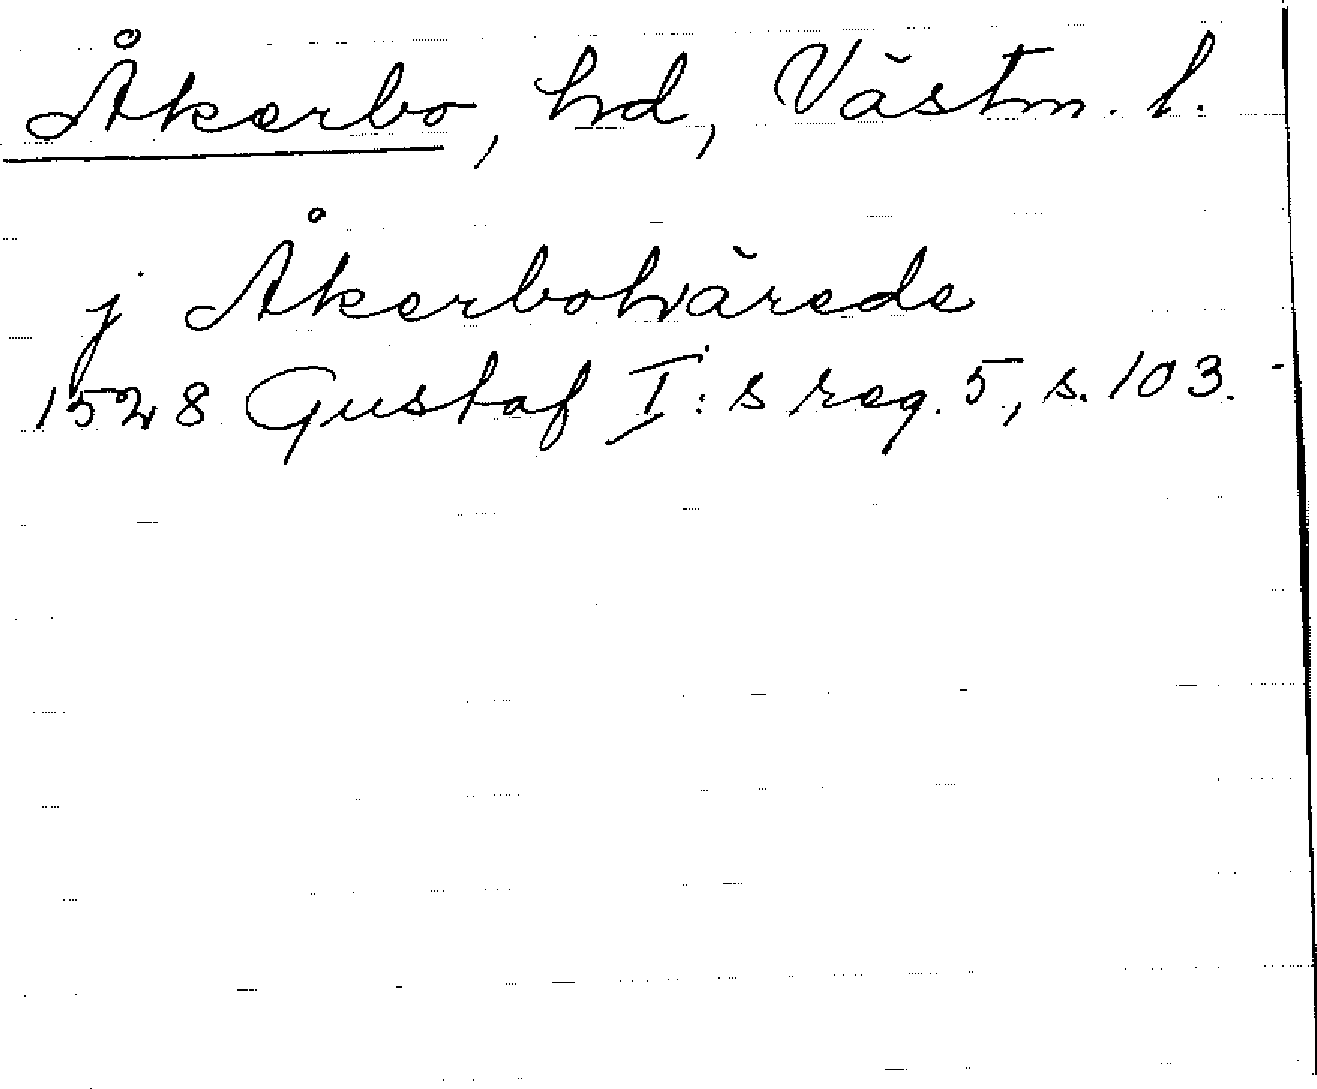 Åkerbo, hd, Västm. l.
j Åkerbohärede
1528 Gustaf I:s reg. 5, s. 103.